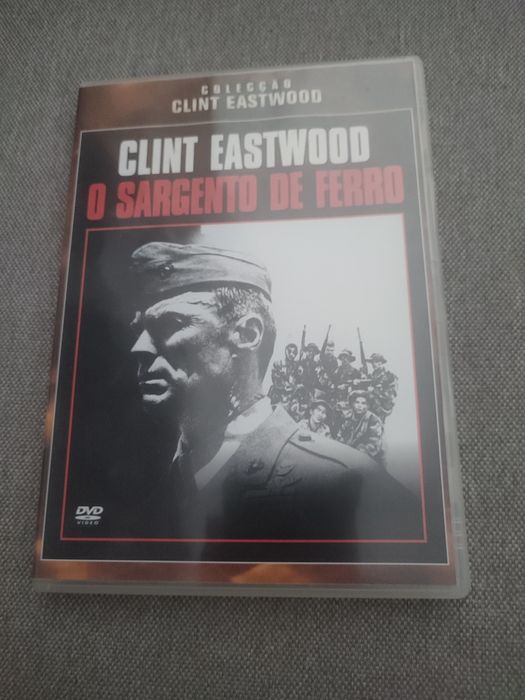 COLECÇÃO
CLINT EASTWOOD
CLINT EASTWOOD
O SARGENTO DE FERRO
DVD
VIDEO